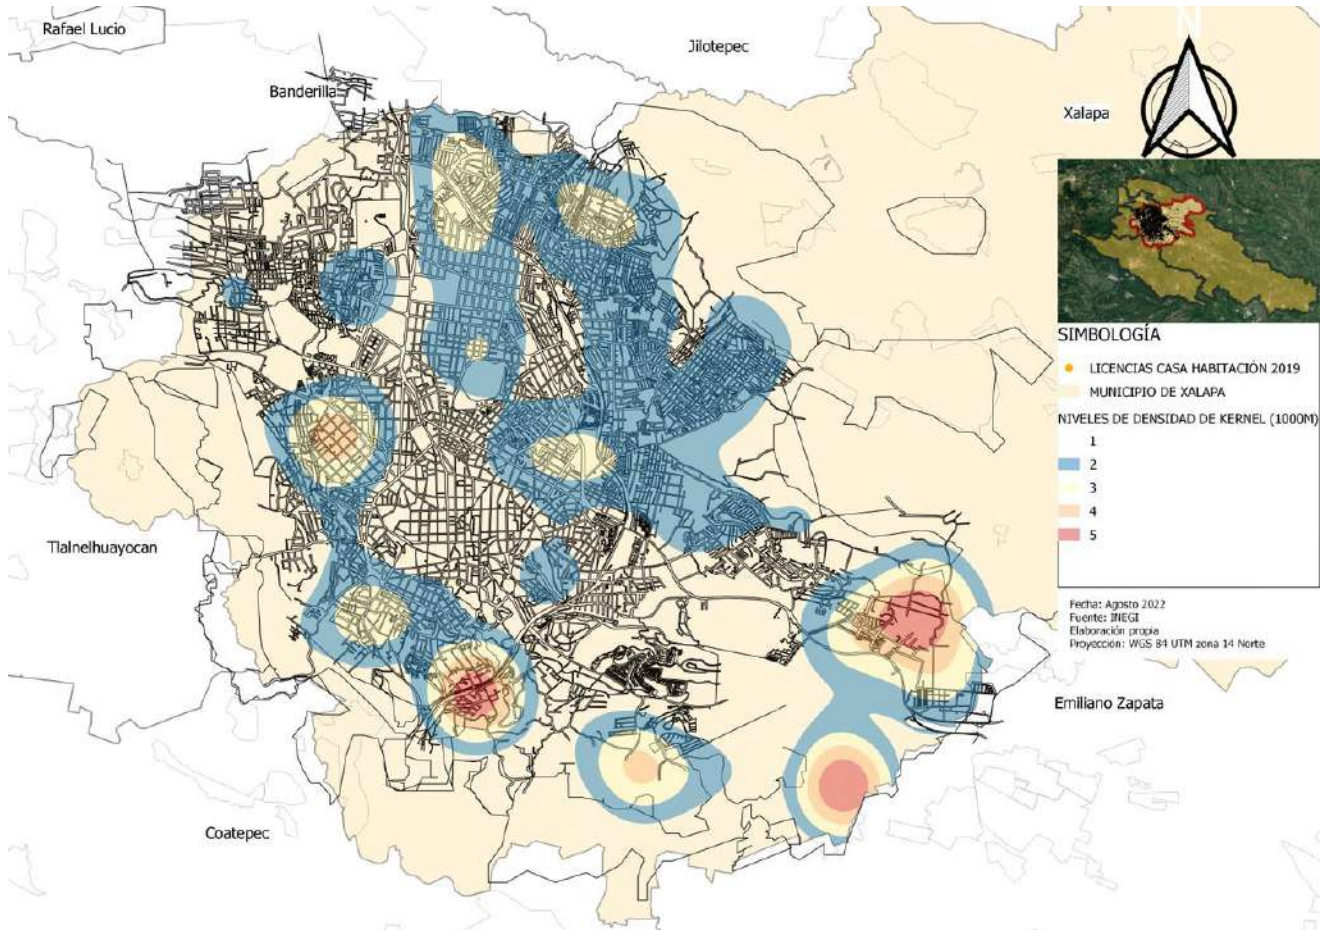 Rafael Lucio
Jilotepec
N
Banderilla
Xalapa
SIMBOLOGÍA
LICENCIAS CASA HABITACIÓN 2019
MUNICIPIO DE XALAPA
NIVELES DE DENSIDAD DE KERNEL (1000M)
1
2
3
4
5
Tlalnelhuayocan
Fecha: Agosto 2022
Fuente: INEGI
Elaboración propia
Proyección: WGS 84 UTM zona 14 Norte
Emiliano Zapata
Coatepec